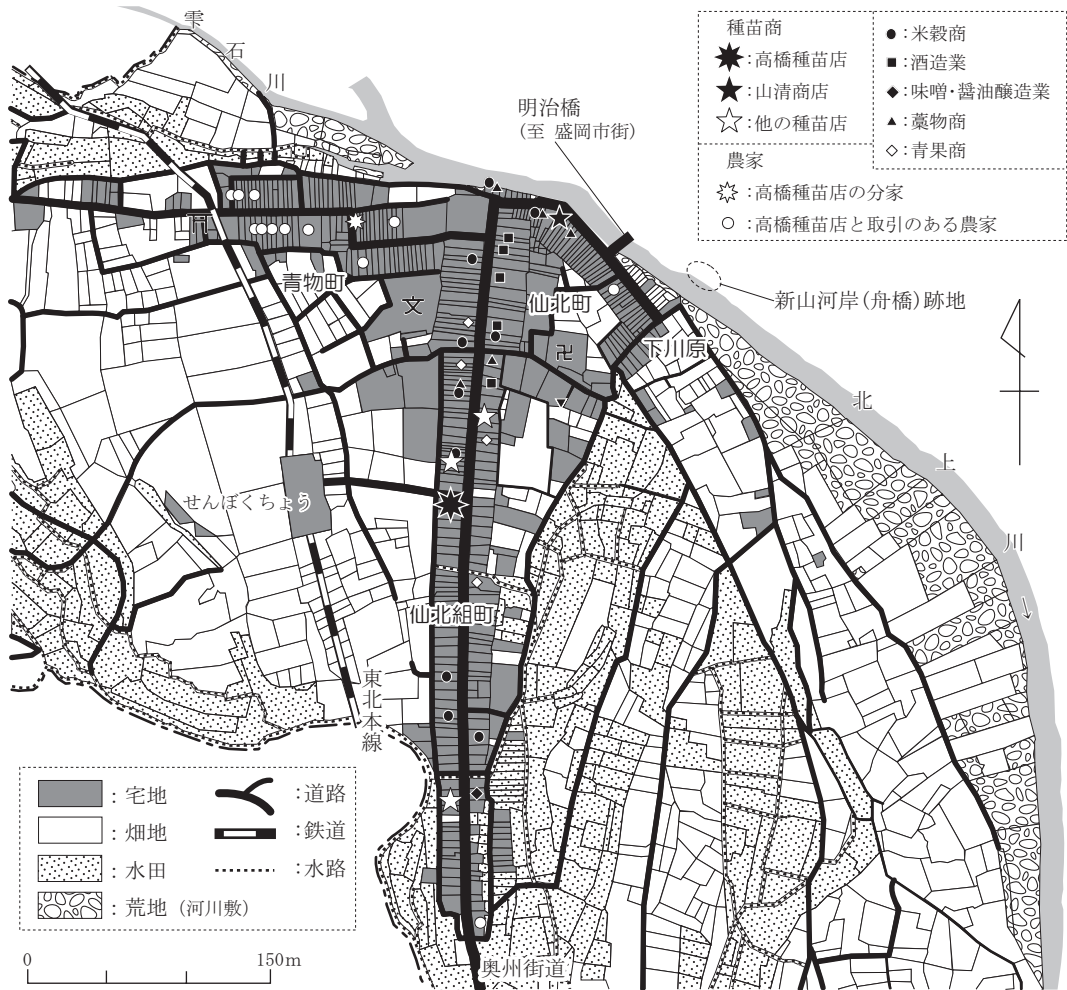 雫石川
種苗商
:高橋種苗店
:山清商店
:他の種苗店
農家
:高橋種苗店の分家
:高橋種苗店と取引のある農家
:米穀商
:酒造業
:味噌・醤油醸造業
:藁物商
:青果商
明治橋
(至 盛岡市街)
新山河岸(舟橋)跡地
青物町
文
仙北町
卍
下川原
北上川
→
せんぼくちょう
仙北組町
東北本線
奥州街道
:宅地
:畑地
:水田
:荒地(河川敷)
:道路
:鉄道
:水路
0
150m